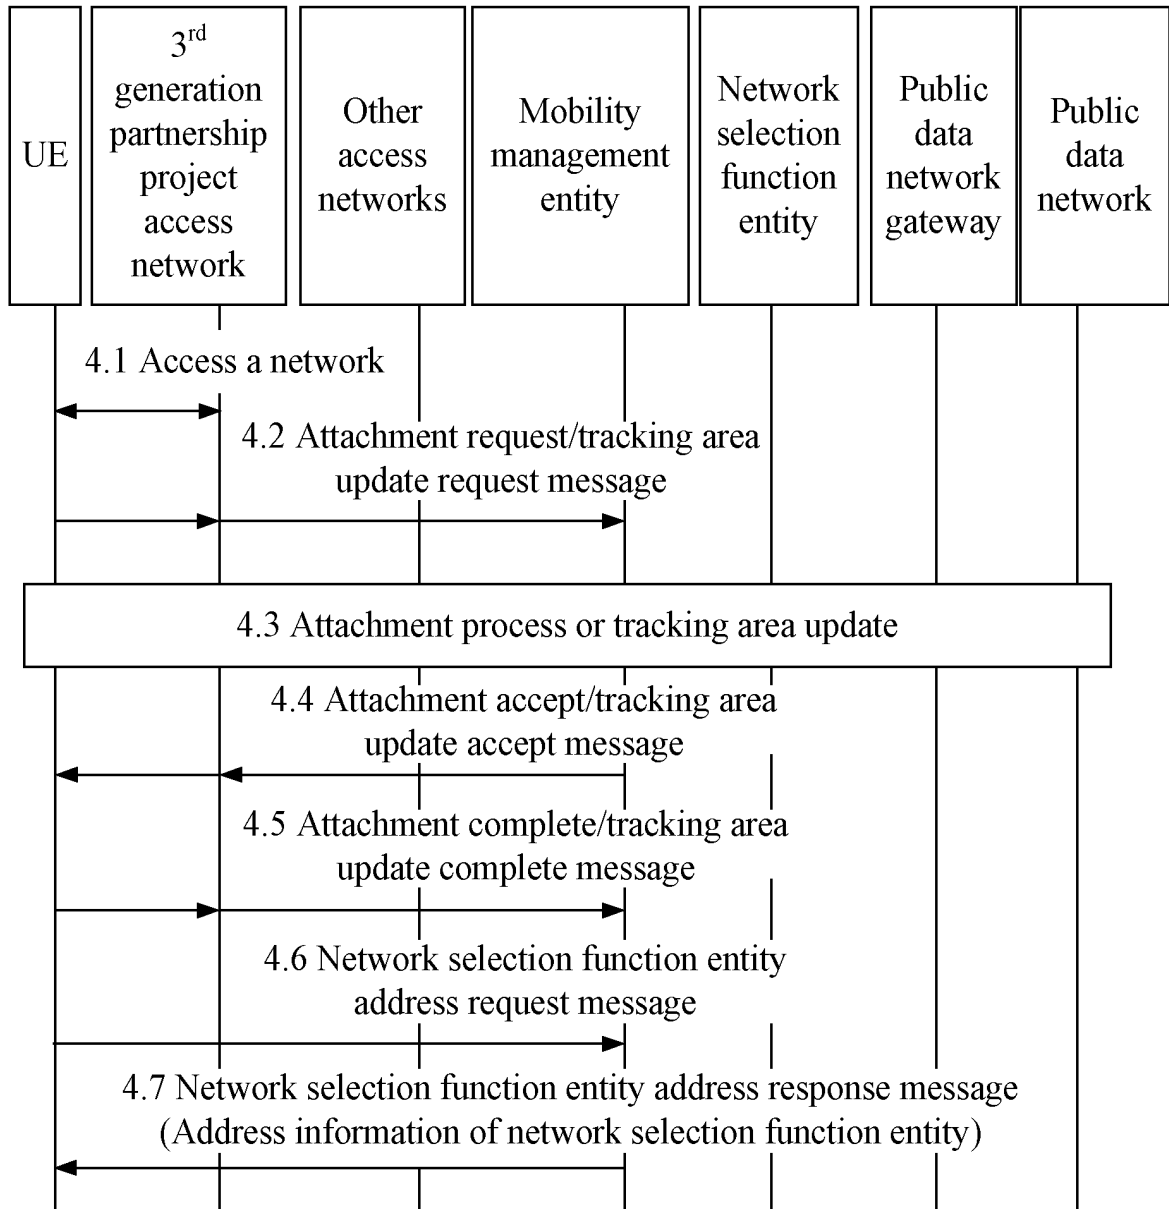 UE
3rd
generation
partnership
project
access
network
Other
access
networks
Mobility
management
entity
Network
selection
function
entity
Public
data
network
gateway
Public
data
network
4.1 Access a network
4.2 Attachment request/tracking area
update request message
4.3 Attachment process or tracking area update
4.4 Attachment accept/tracking area
update accept message
4.5 Attachment complete/tracking area
update complete message
4.6 Network selection function entity
address request message
4.7 Network selection function entity address response message
(Address information of network selection function entity)